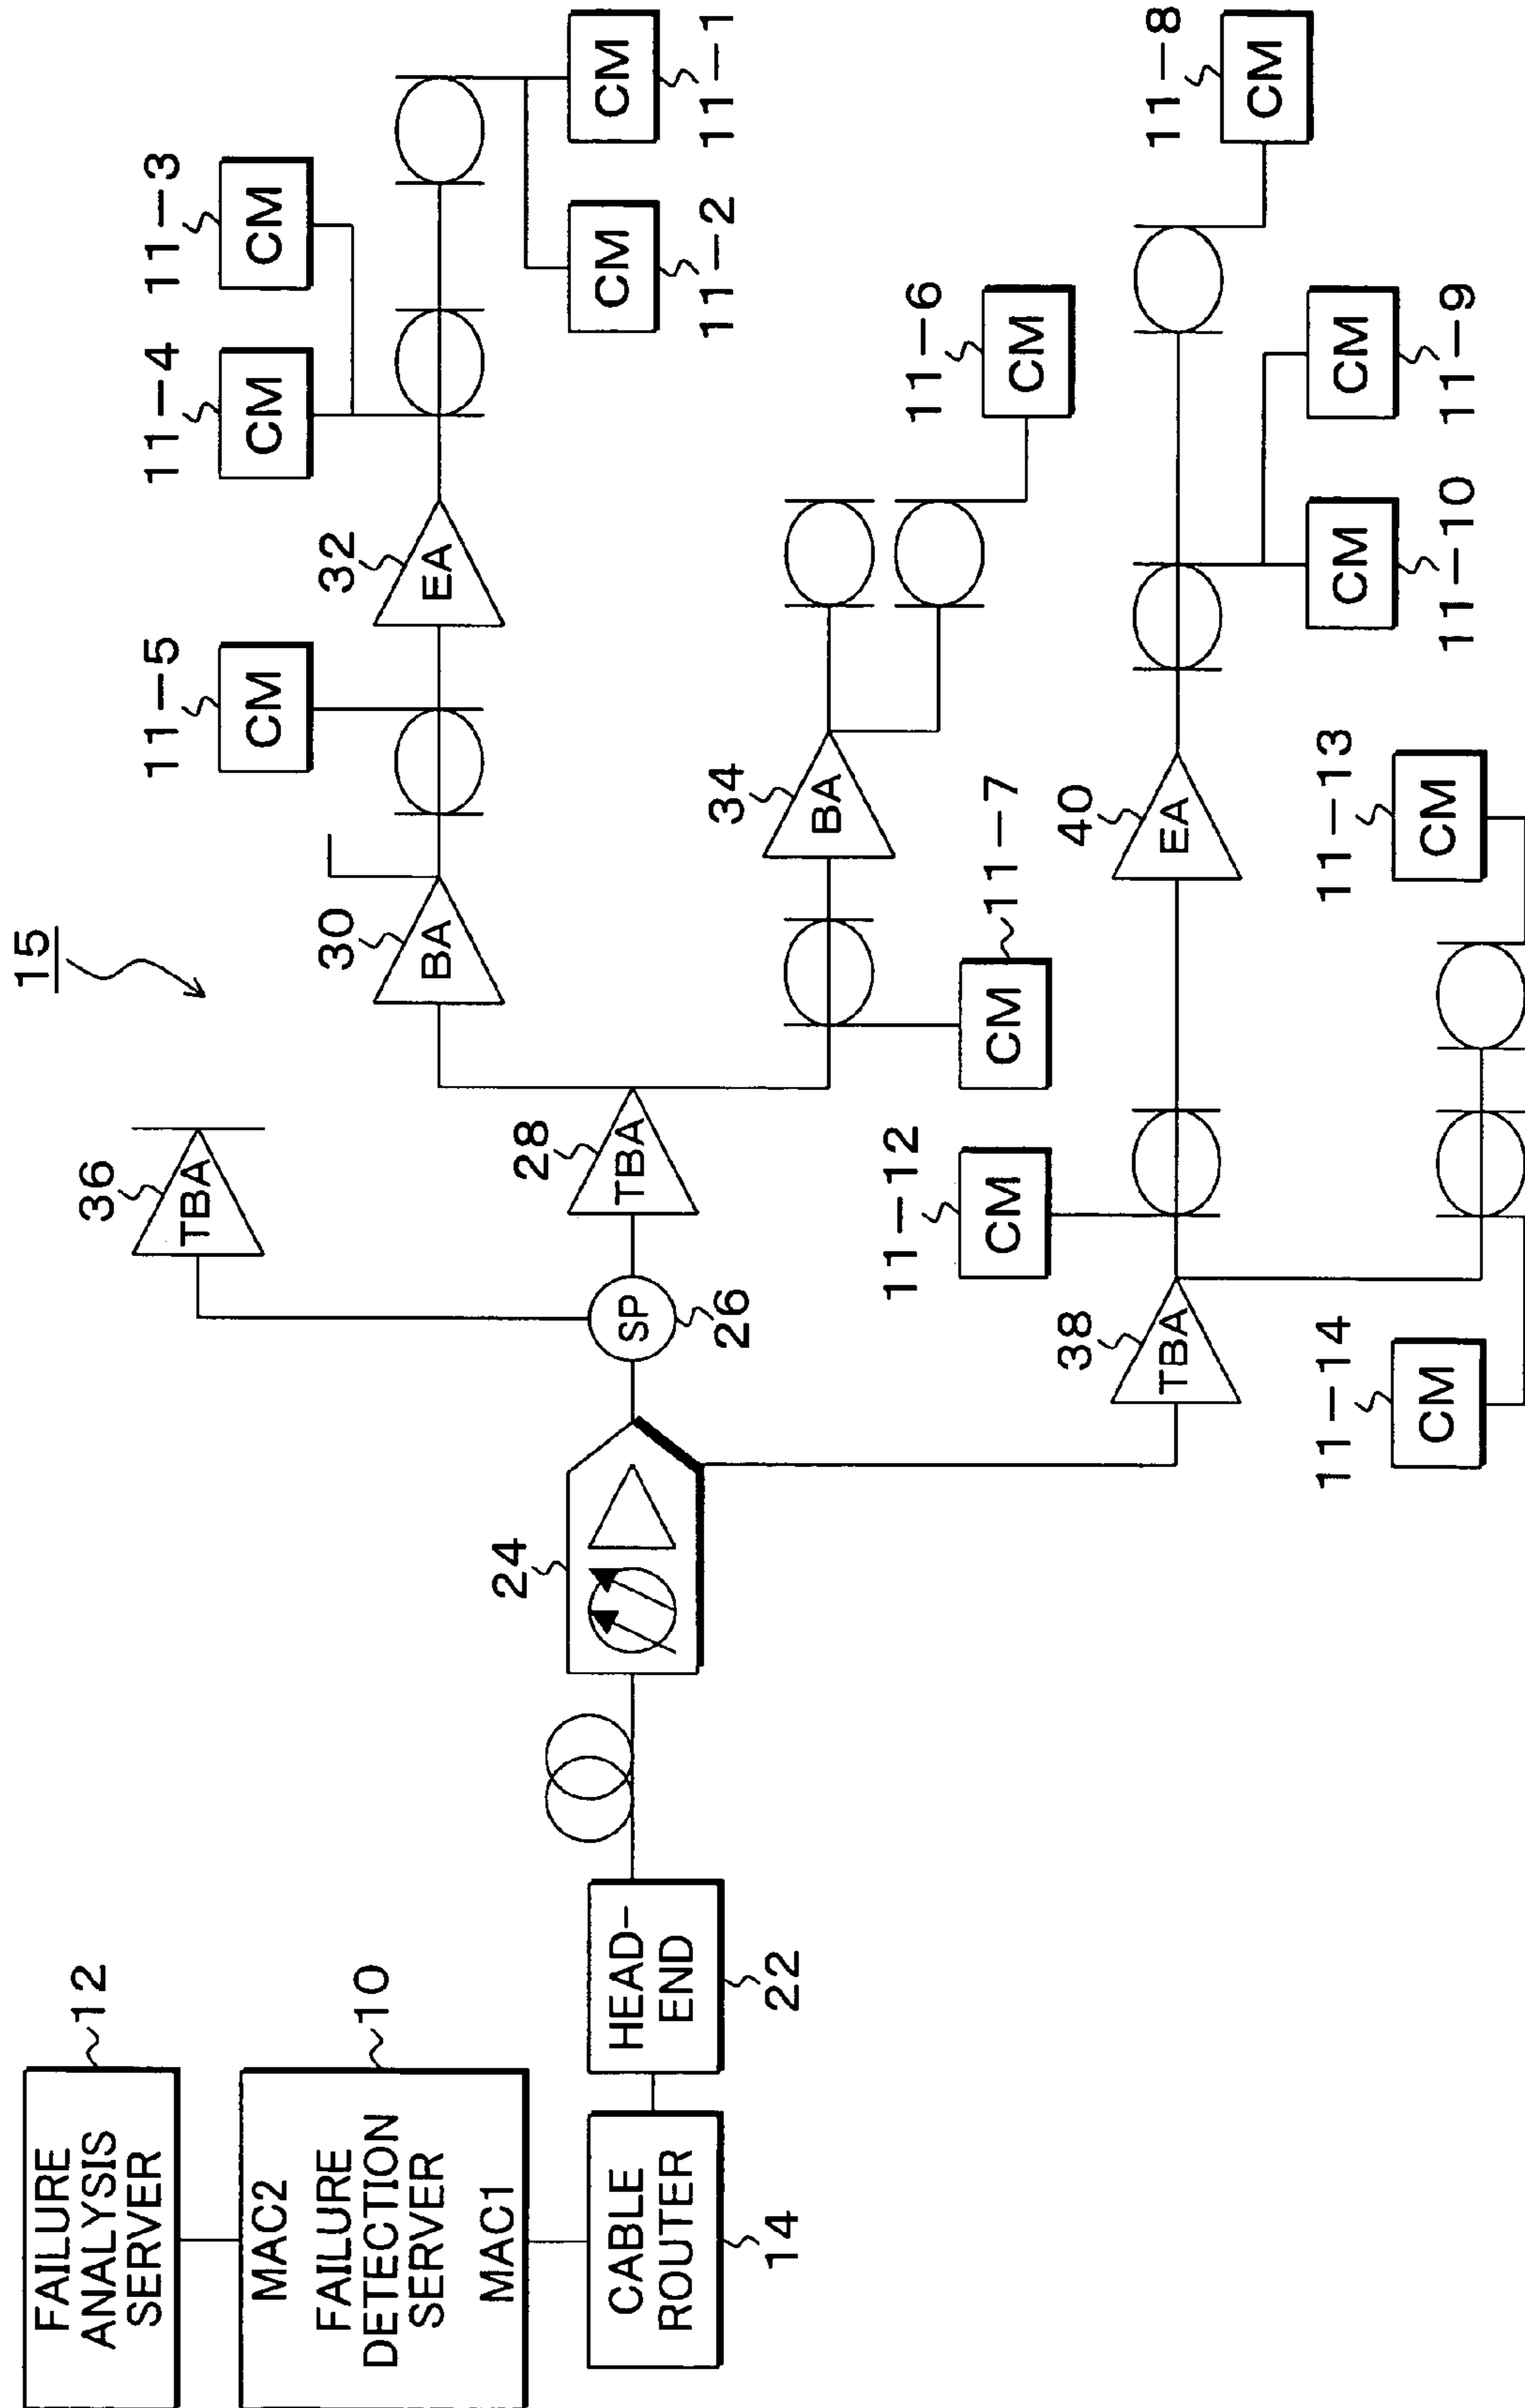 15
FAILURE
ANALYSIS
SERVER
12
MAC2
FAILURE
DETECTION
SERVER
MAC1
10
CABLE
ROUTER
14
HEAD-
END
22
24
SP
26
TBA
36
TBA
28
BA
30
CM
11-5
EA
32
CM
11-4
CM
11-3
CM
11-2
CM
11-1
CM
11-7
BA
34
CM
11-6
TBA
38
CM
11-12
EA
40
CM
11-10
CM
11-9
CM
11-8
CM
11-14
CM
11-13